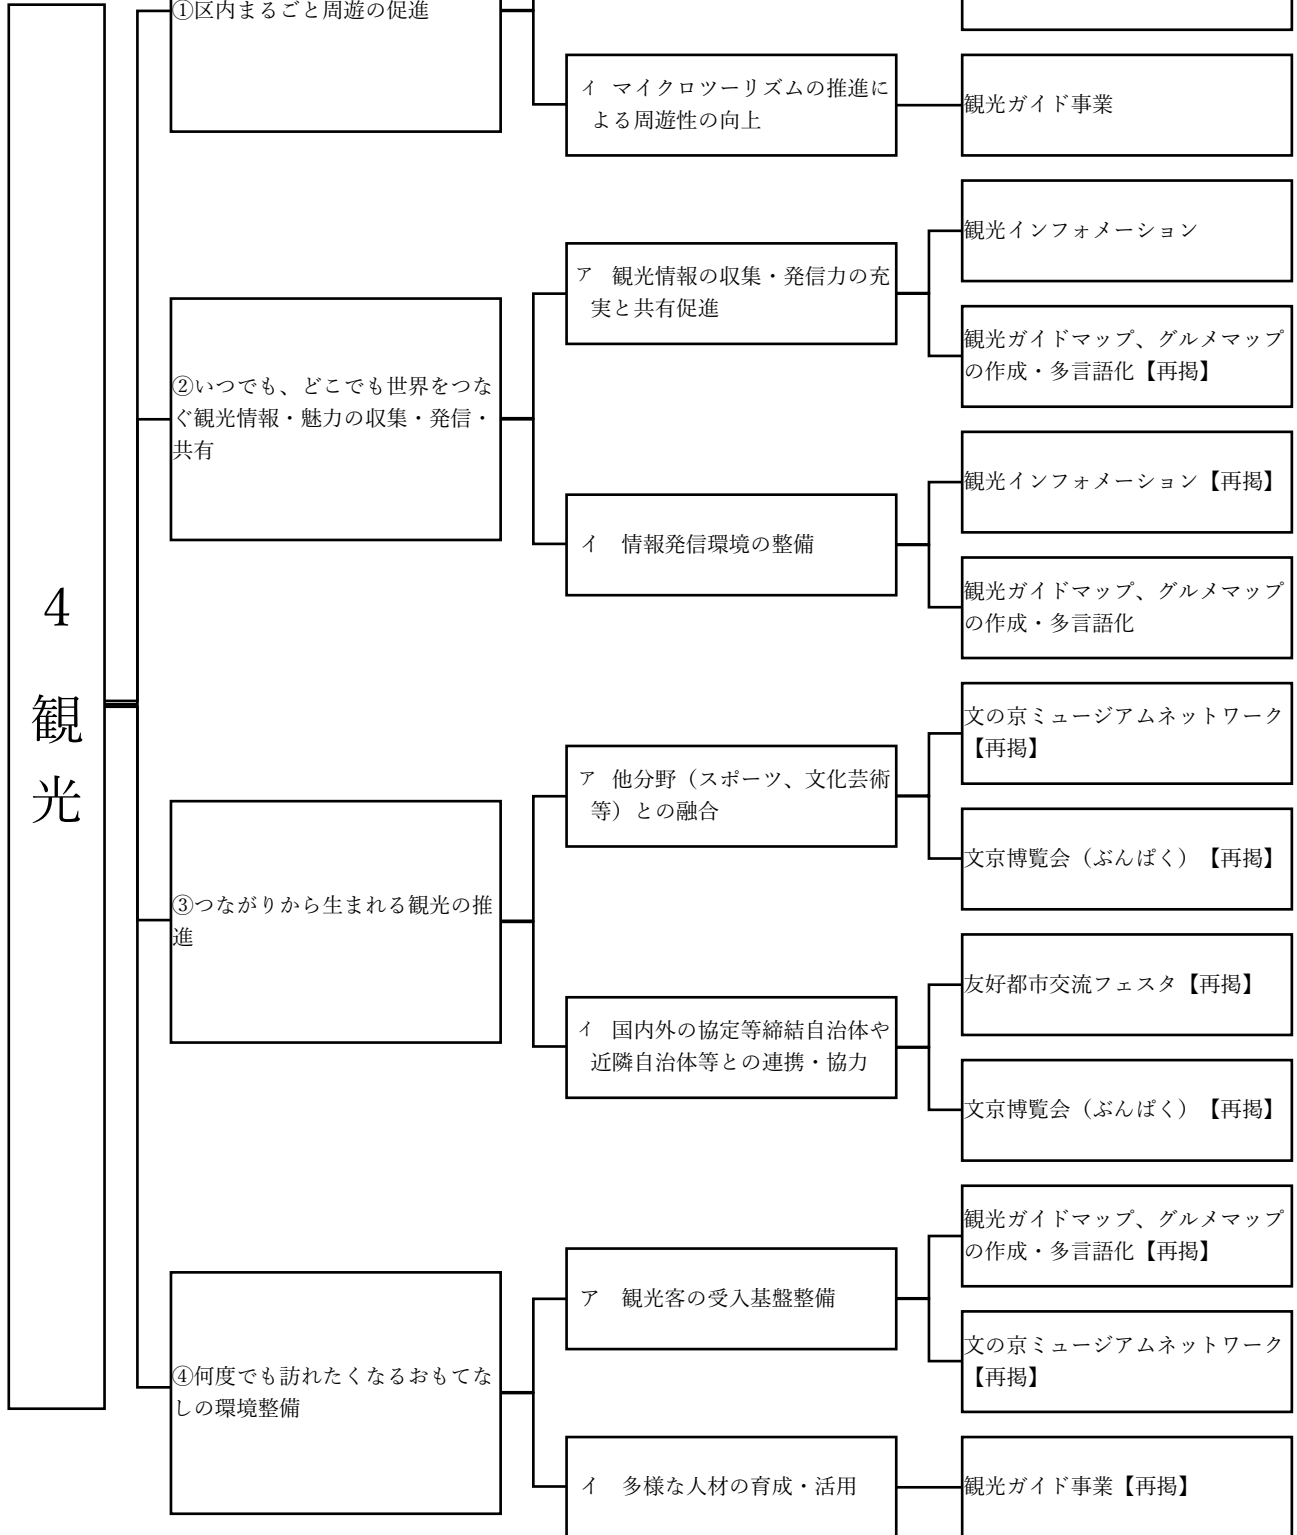 4
観
光
①区内まるごと周遊の促進
イ マイクロツーリズムの推進に
よる周遊性の向上
観光ガイド事業
②いつでも、どこでも世界をつな
ぐ観光情報・魅力の収集・発信・
共有
ア 観光情報の収集・発信力の充
実と共有促進
観光インフォメーション
観光ガイドマップ、グルメマップ
の作成・多言語化【再掲】
イ 情報発信環境の整備
観光インフォメーション【再掲】
観光ガイドマップ、グルメマップ
の作成・多言語化
③つながりから生まれる観光の推
進
ア 他分野（スポーツ、文化芸術
等）との融合
文の京ミュージアムネットワーク
【再掲】
文京博覧会（ぶんぱく）【再掲】
イ 国内外の協定等締結自治体や
近隣自治体等との連携・協力
友好都市交流フェスタ【再掲】
文京博覧会（ぶんぱく）【再掲】
④何度でも訪れたくなるおもてな
しの環境整備
ア 観光客の受入基盤整備
観光ガイドマップ、グルメマップ
の作成・多言語化【再掲】
文の京ミュージアムネットワーク
【再掲】
イ 多様な人材の育成・活用
観光ガイド事業【再掲】